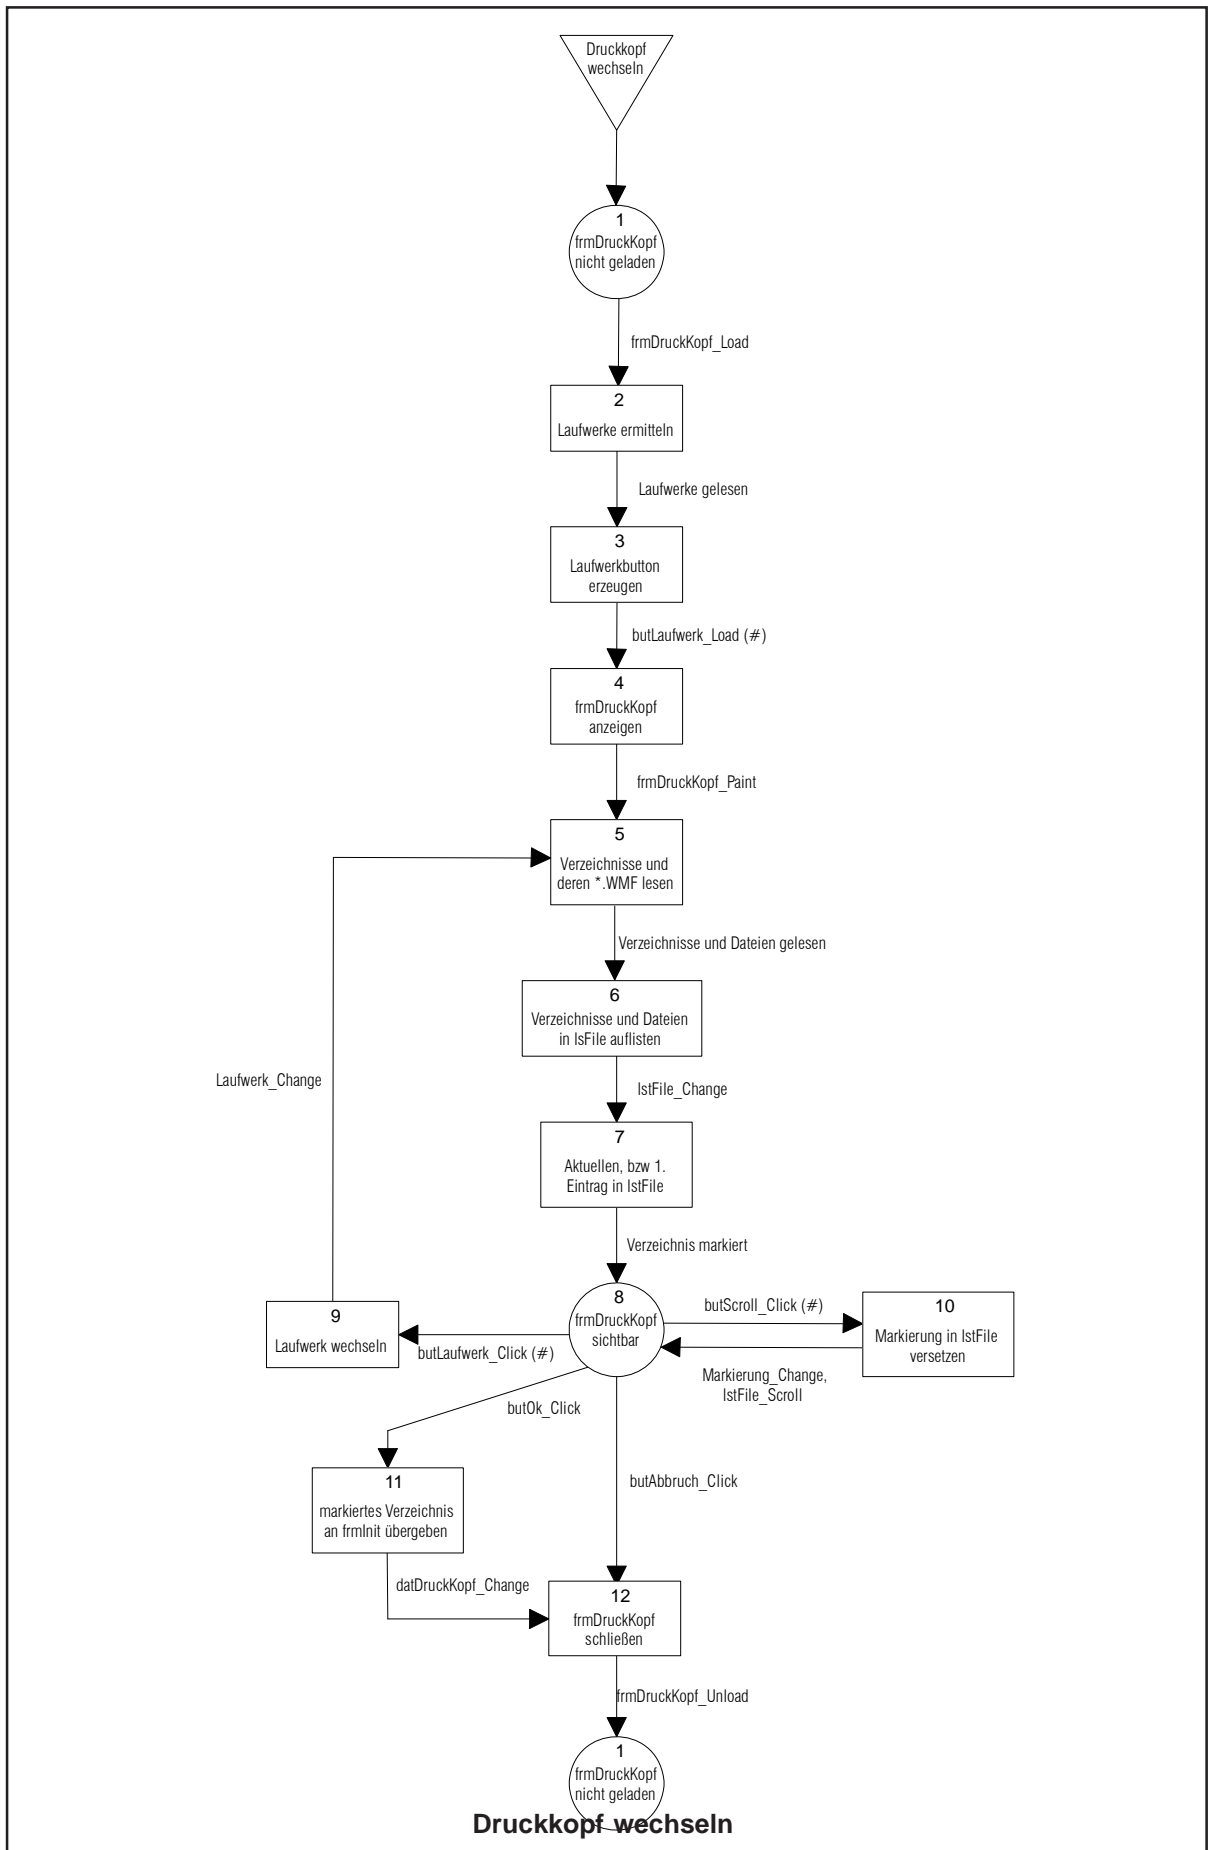 Druckkopf
wechseln
1
frmDruckKopf
nicht geladen
frmDruckKopf_Load
2
Laufwerke ermitteln
Laufwerke gelesen
3
Laufwerkbutton
erzeugen
butLaufwerk_Load (#)
4
frmDruckKopf
anzeigen
frmDruckKopf_Paint
5
Verzeichnisse und
deren *.WMF lesen
Verzeichnisse und Dateien gelesen
6
Verzeichnisse und Dateien
in lsFile auflisten
Laufwerk_Change
lstFile_Change
7
Aktuellen, bzw 1.
Eintrag in lstFile
Verzeichnis markiert
8
frmDruckKopf
sichtbar
butScroll_Click (#)
10
Markierung in lstFile
versetzen
9
Laufwerk wechseln
butLaufwerk_Click (#)
Markierung_Change,
lstFile_Scroll
butOk_Click
butAbbruch_Click
11
markiertes Verzeichnis
an frmInit übergeben
datDruckKopf_Change
12
frmDruckKopf
schließen
frmDruckKopf_Unload
1
frmDruckKopf
nicht geladen
Druckkopf wechseln